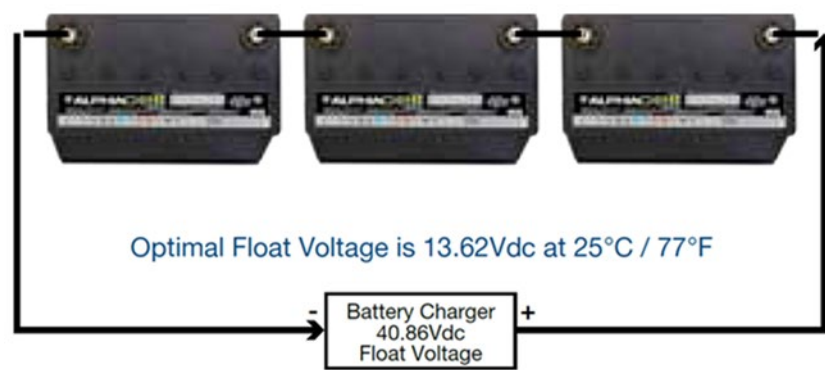 ALPHACELL
ALPHACELL
ALPHACELL
Optimal Float Voltage is 13.62Vdc at 25°C / 77°F
- Battery Charger +
40.86Vdc
Float Voltage